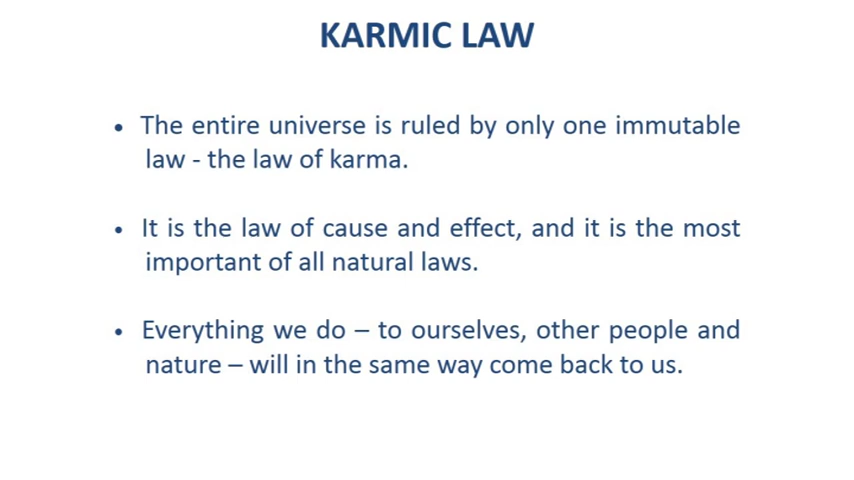 KARMIC LAW
• The entire universe is ruled by only one immutable
law - the law of karma.
• It is the law of cause and effect, and it is the most
important of all natural laws.
• Everything we do – to ourselves, other people and
nature – will in the same way come back to us.